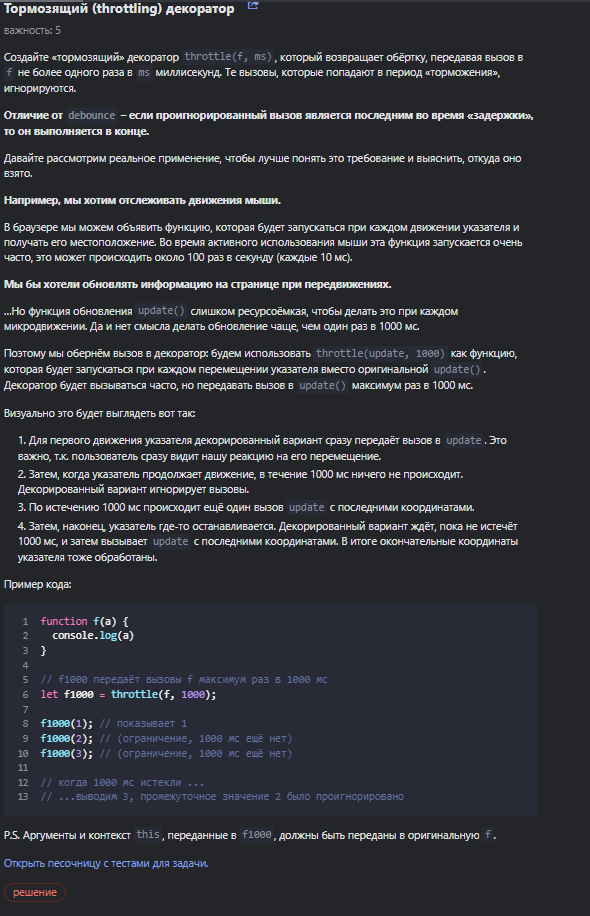 Тормозящий (throttling) декоратор
важность: 5
Создайте «тормозящий» декоратор throttle(f, ms), который возвращает обёртку, передавая вызов в
f не более одного раза в ms миллисекунд. Те вызовы, которые попадают в период «торможения»,
игнорируются.
Отличие от debounce – если проигнорированный вызов является последним во время «задержки»,
то он выполняется в конце.
Давайте рассмотрим реальное применение, чтобы лучше понять это требование и выяснить, откуда оно
взято.
Например, мы хотим отслеживать движения мыши.
В браузере мы можем объявить функцию, которая будет запускаться при каждом движении указателя и
получать его местоположение. Во время активного использования мыши эта функция запускается очень
часто, это может происходить около 100 раз в секунду (каждые 10 мс).
Мы бы хотели обновлять информацию на странице при передвижениях.
…Но функция обновления update() слишком ресурсоёмкая, чтобы делать это при каждом
микродвижении. Да и нет смысла делать обновление чаще, чем один раз в 1000 мс.
Поэтому мы обернём вызов в декоратор: будем использовать throttle(update, 1000) как функцию,
которая будет запускаться при каждом перемещении указателя вместо оригинальной update().
Декоратор будет вызываться часто, но передавать вызов в update() максимум раз в 1000 мс.
Визуально это будет выглядеть вот так:
1. Для первого движения указателя декорированный вариант сразу передаёт вызов в update. Это
важно, т.к. пользователь сразу видит нашу реакцию на его перемещение.
2. Затем, когда указатель продолжает движение, в течение 1000 мс ничего не происходит.
Декорированный вариант игнорирует вызовы.
3. По истечению 1000 мс происходит ещё один вызов update с последними координатами.
4. Затем, наконец, указатель где-то останавливается. Декорированный вариант ждёт, пока не истечёт
1000 мс, и затем вызывает update с последними координатами. В итоге окончательные координаты
указателя тоже обработаны.
Пример кода:
1 function f(a) {
2 console.log(a)
3 }
4
5 // f1000 передаёт вызовы f максимум раз в 1000 мс
6 let f1000 = throttle(f, 1000);
7
8 f1000(1); // показывает 1
9 f1000(2); // (ограничение, 1000 мс ещё нет)
10 f1000(3); // (ограничение, 1000 мс ещё нет)
11
12 // когда 1000 мс истекли ...
13 // ...выводим 3, промежуточное значение 2 было проигнорировано
P.S. Аргументы и контекст this, переданные в f1000, должны быть переданы в оригинальную f.
Открыть песочницу с тестами для задачи.
решение